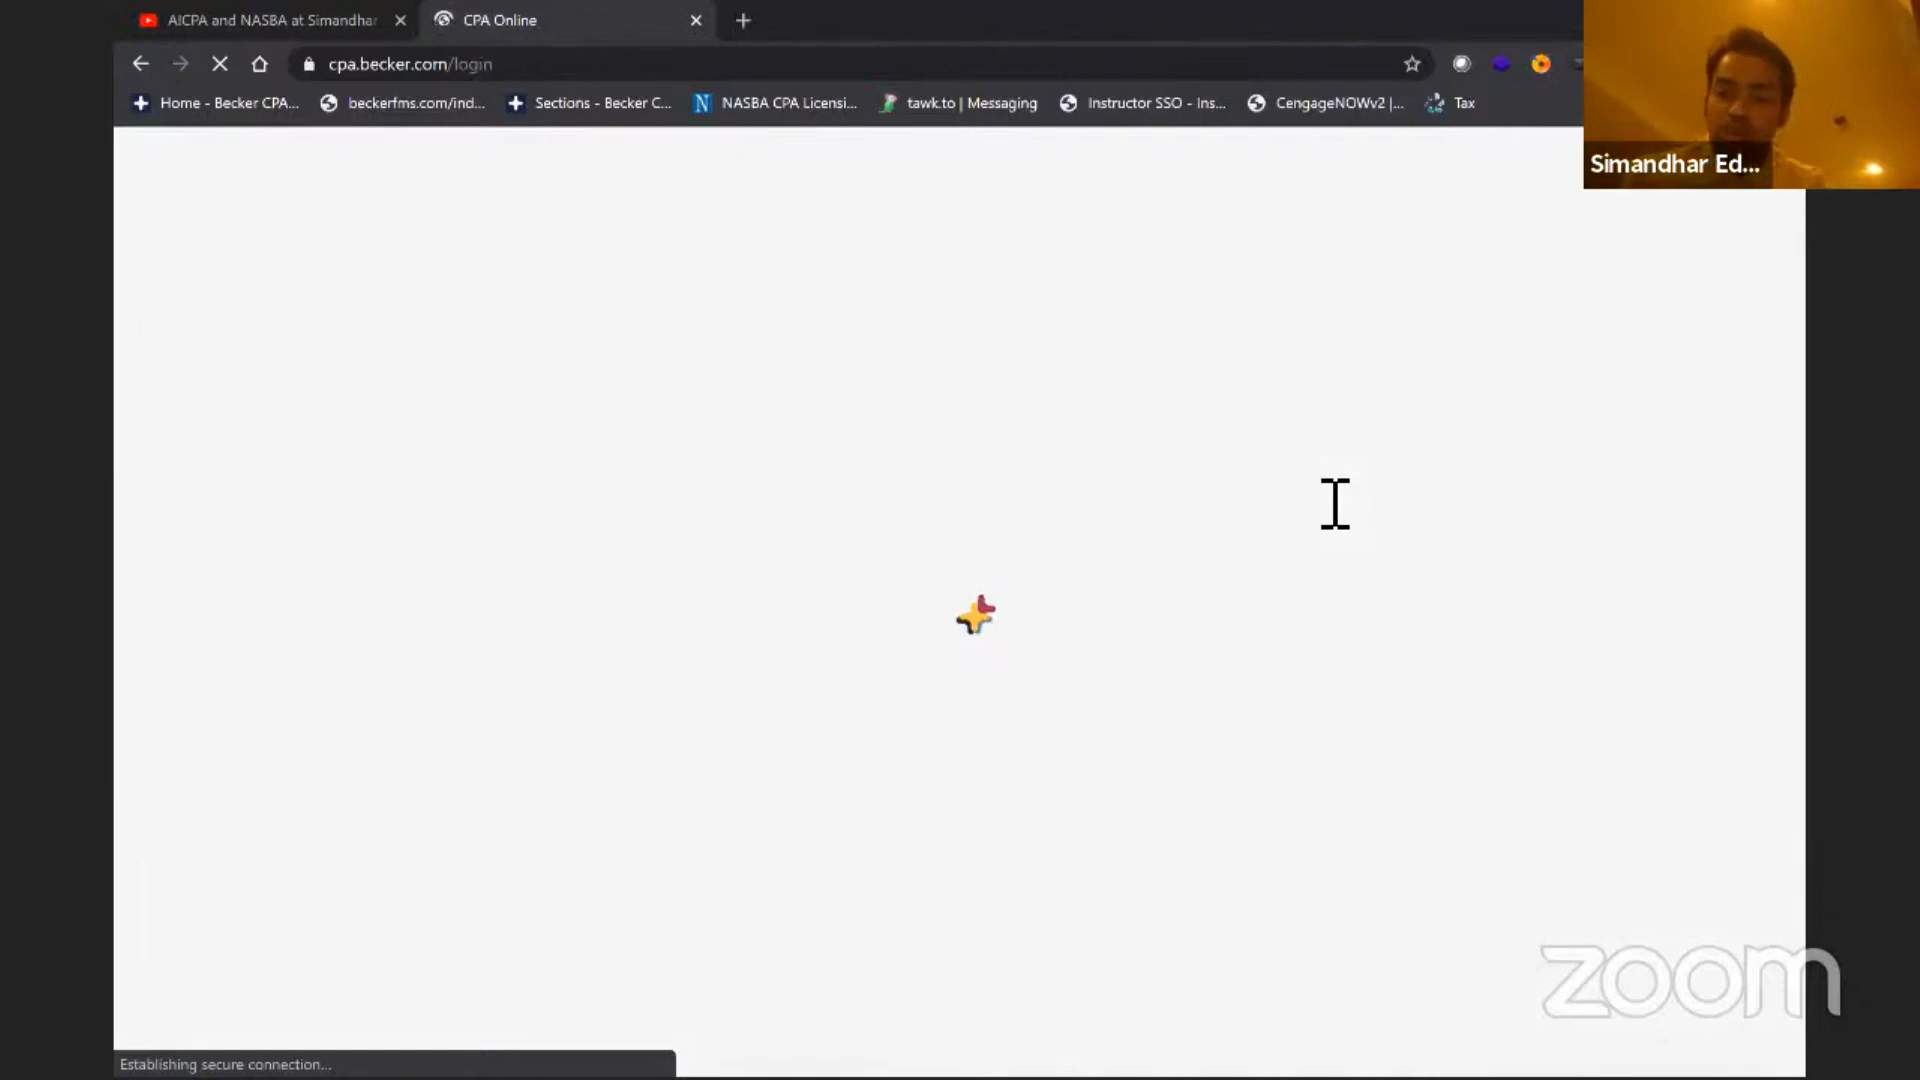 AICPA and NASBA at Simandhar
CPA Online
cpa.becker.com/login
Home - Becker CPA...
beckerfms.com/ind...
Sections - Becker C...
NASBA CPA Licensi...
tawk.to | Messaging
Instructor SSO - Ins...
CengageNOWv2 |...
Tax
Simandhar Ed...
zoom
Establishing secure connection...